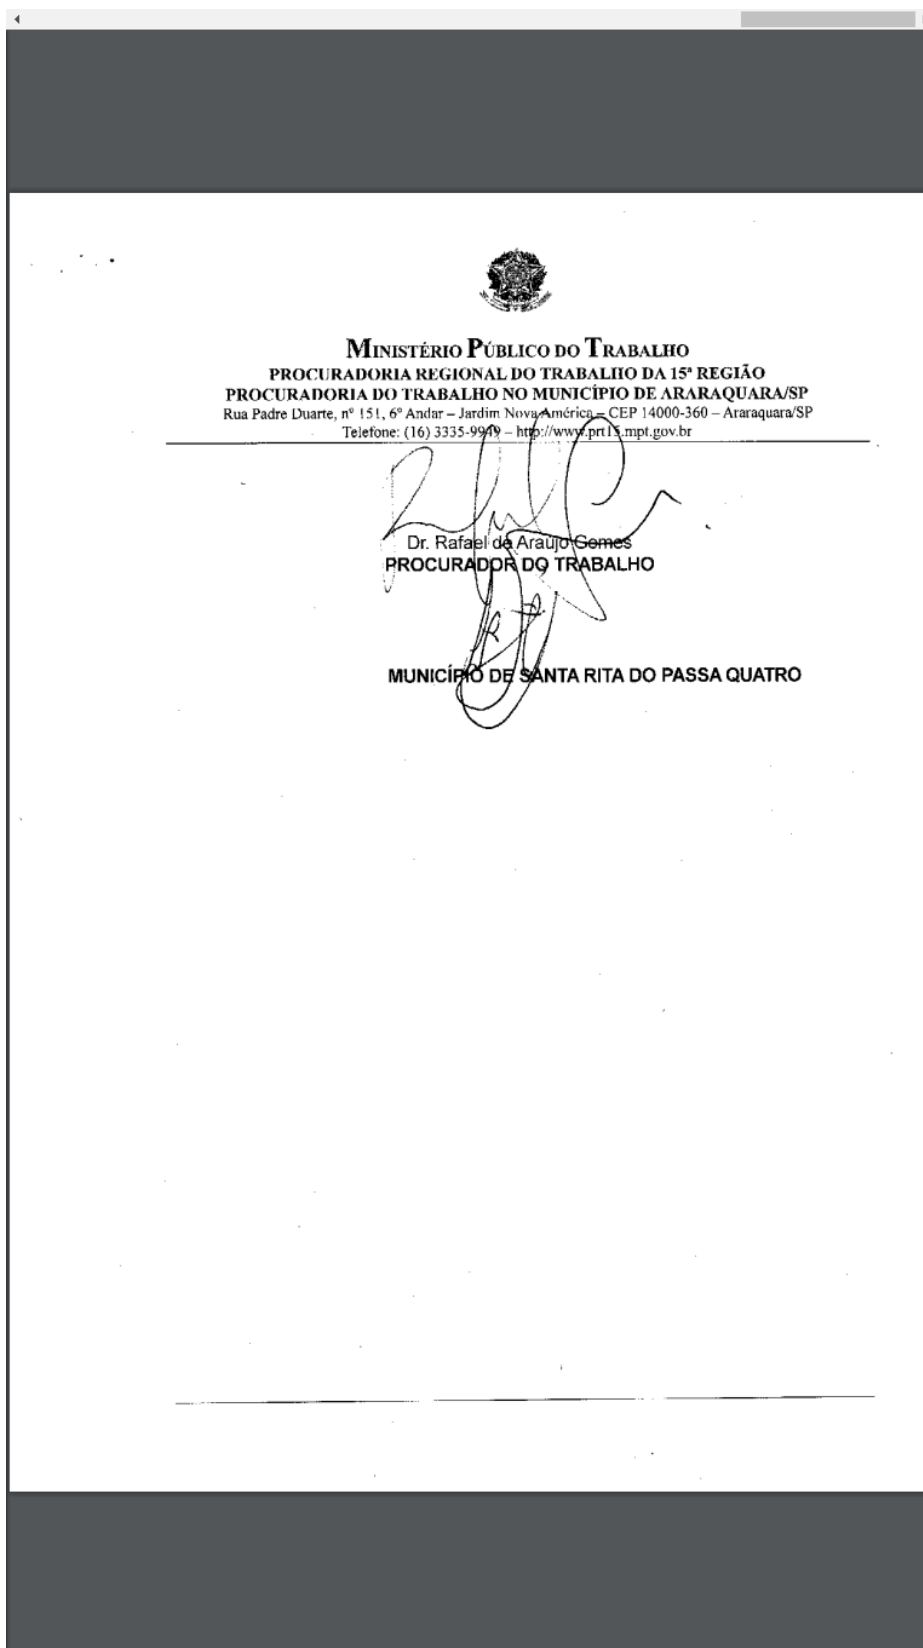 MINISTÉRIO PÚBLICO DO TRABALHO
PROCURADORIA REGIONAL DO TRABALHO DA 15ª REGIÃO
PROCURADORIA DO TRABALHO NO MUNICÍPIO DE ARARAQUARA/SP
Rua Padre Duarte, nº 151, 6º Andar – Jardim Nova América – CEP 14000-360 – Araraquara/SP
Telefone: (16) 3335-9949 – http://www.prt15.mpt.gov.br
Dr. Rafael de Araújo Gomes
PROCURADOR DO TRABALHO
MUNICÍPIO DE SANTA RITA DO PASSA QUATRO